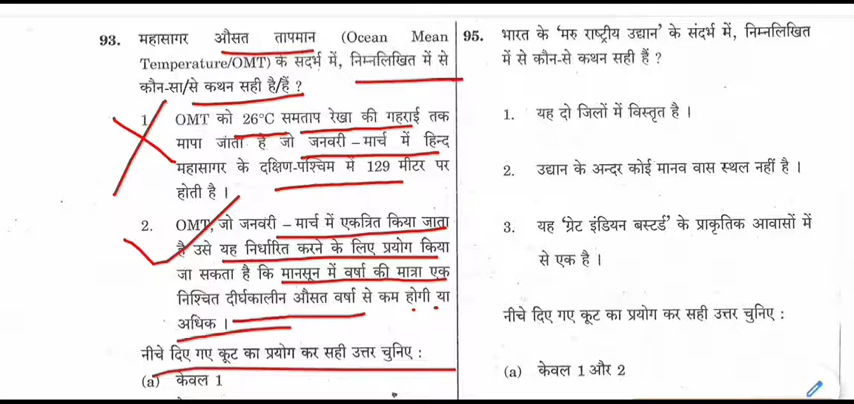 93. महासागर औसत तापमान (Ocean Mean
Temperature/OMT) के संदर्भ में, निम्नलिखित में से
कौन-सा/से कथन सही है/हैं ?
1. OMT को 26°C समताप रेखा की गहराई तक
मापा जाता है जो जनवरी – मार्च में हिन्द
महासागर के दक्षिण-पश्चिम में 129 मीटर पर
होती है ।
2. OMT, जो जनवरी – मार्च में एकत्रित किया जाता
है उसे यह निर्धारित करने के लिए प्रयोग किया
जा सकता है कि मानसून में वर्षा की मात्रा एक
निश्चित दीर्घकालीन औसत वर्षा से कम होगी या
अधिक ।
नीचे दिए गए कूट का प्रयोग कर सही उत्तर चुनिए :
(a) केवल 1
95. भारत के 'मरु राष्ट्रीय उद्यान' के संदर्भ में, निम्नलिखित
में से कौन-से कथन सही हैं ?
1. यह दो जिलों में विस्तृत है ।
2. उद्यान के अन्दर कोई मानव वास स्थल नहीं है ।
3. यह 'ग्रेट इंडियन बस्टर्ड' के प्राकृतिक आवासों में
से एक है ।
नीचे दिए गए कूट का प्रयोग कर सही उत्तर चुनिए :
(a) केवल 1 और 2